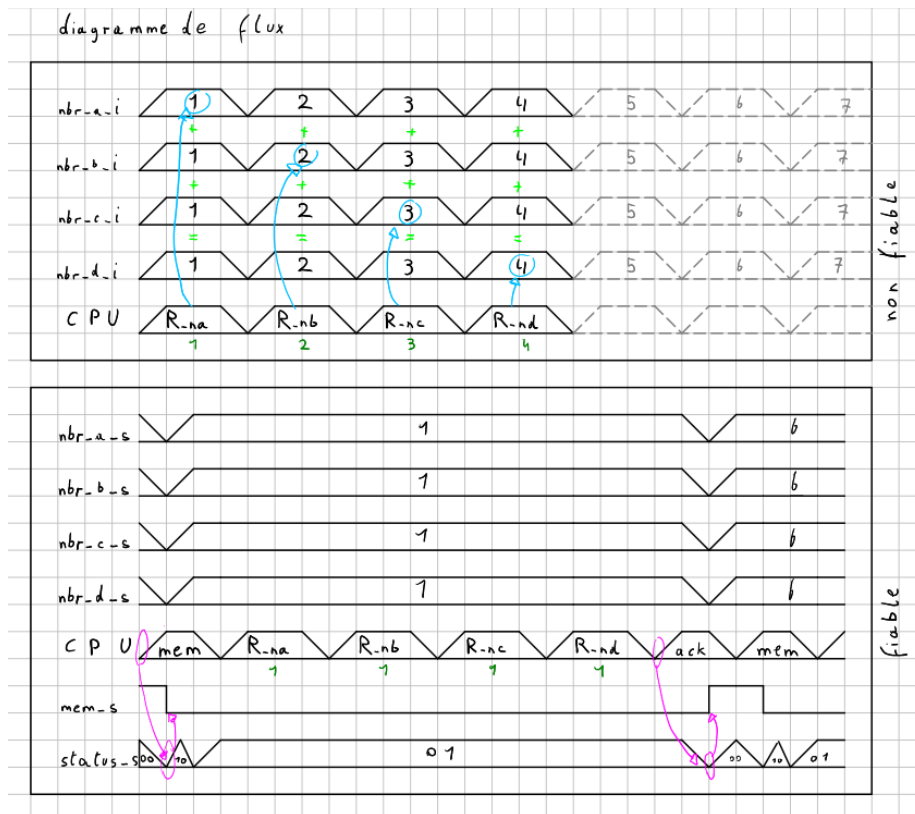 diagramme de flux
nbr_a_i 1 2 3 4 5 6 7
+ + + +
nbr_b_i 1 2 3 4 5 6 7
+ + + +
nbr_c_i 1 2 3 4 5 6 7
= = = =
nbr_d_i 1 2 3 4 5 6 7
CPU R_na R_nb R_nc R_nd
1 2 3 4
non fiable
nbr_a_s 1 6
nbr_b_s 1 6
nbr_c_s 1 6
nbr_d_s 1 6
CPU mem R_na R_nb R_nc R_nd ack mem
1 1 1 1
mem_s
status_s 00 10 01 00 10 01
fiable